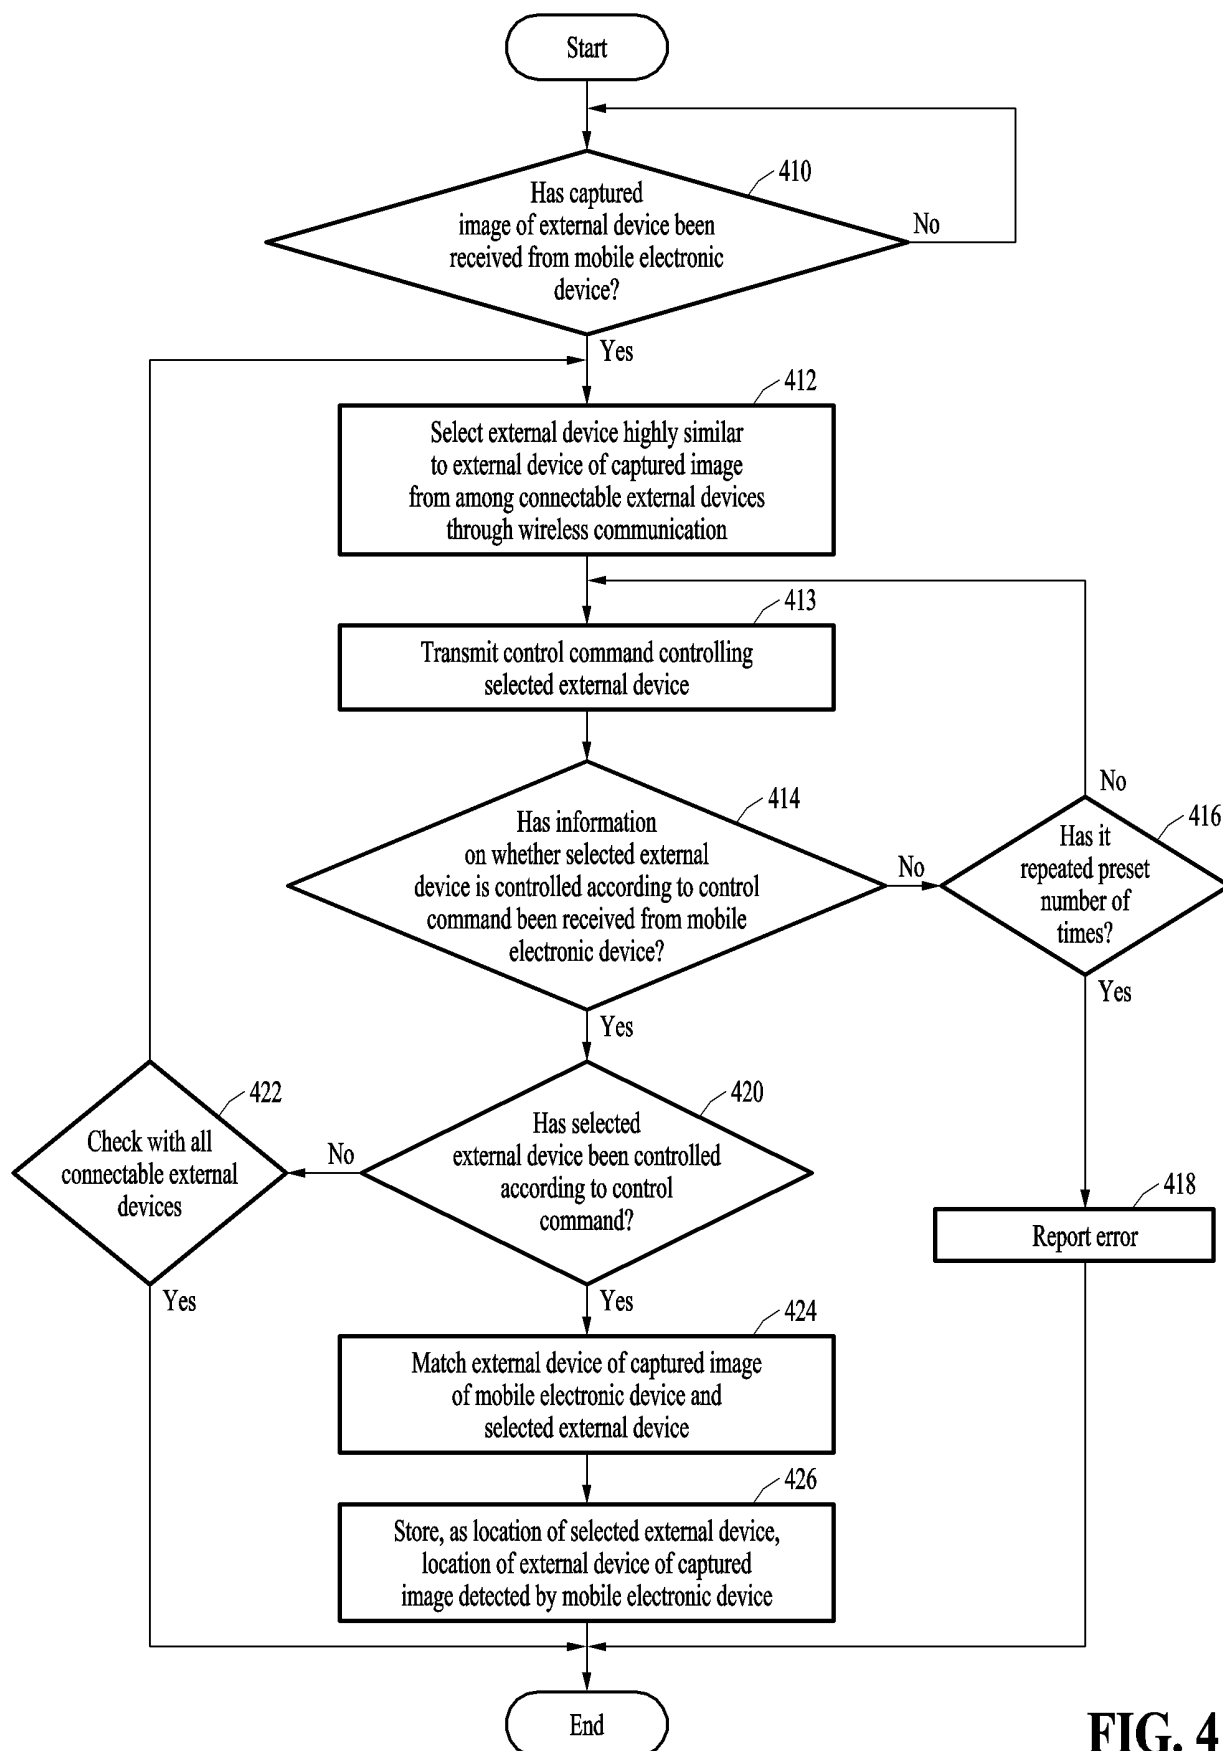 Start
410
Has captured
image of external device been
received from mobile electronic
device?
No
Yes
412
Select external device highly similar
to external device of captured image
from among connectable external devices
through wireless communication
413
Transmit control command controlling
selected external device
414
Has information
on whether selected external
device is controlled according to control
command been received from mobile
electronic device?
No
Yes
No
416
Has it
repeated preset
number of
times?
Yes
418
Report error
420
Has selected
external device been controlled
according to control
command?
No
Yes
422
Check with all
connectable external
devices
Yes
424
Match external device of captured image
of mobile electronic device and
selected external device
426
Store, as location of selected external device,
location of external device of captured
image detected by mobile electronic device
End
FIG. 4